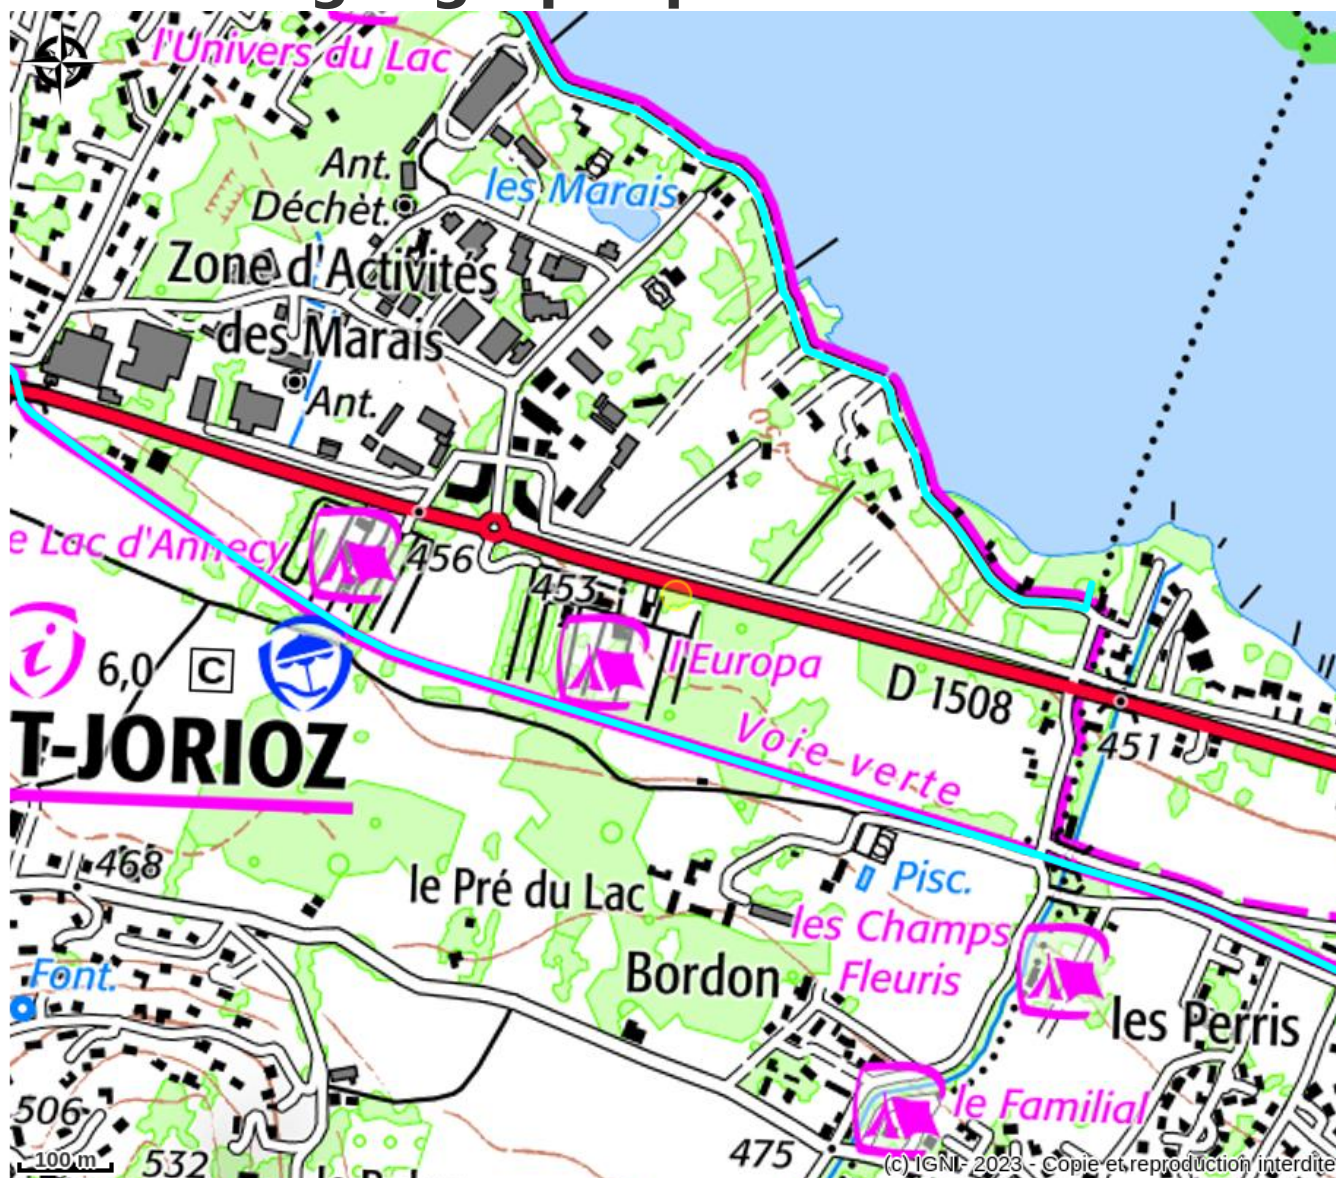 l'Univers du Lac
Ant.
les Marais
Déchèt.
Zone d'Activités
des Marais
Ant.
e Lac d'Annecy
456
453
l'Europa
6,0
C
D 1508
Voie verte
T-JORIOZ
451
468
le Pré du Lac
Pisc.
les Champs
Fleuris
Bordon
Font.
les Perris
506
le Familial
475
100 m
532
(c) IGN - 2023 - Copie et reproduction interdite